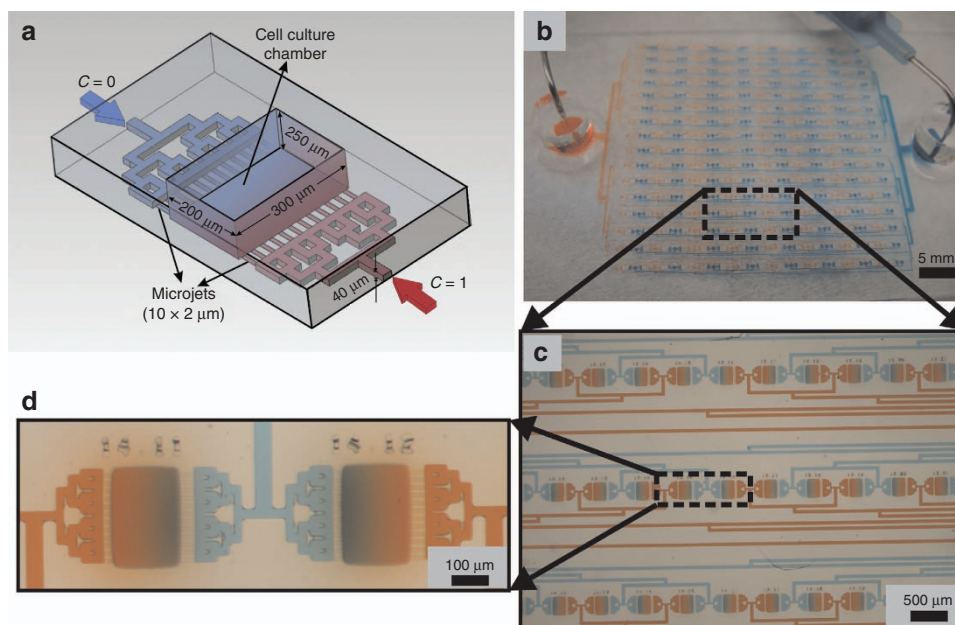 a
Cell culture
chamber
C = 0
250 μm
200 μm
300 μm
Microjets
(10 × 2 μm)
40 μm
C = 1
b
5 mm
c
500 μm
d
100 μm